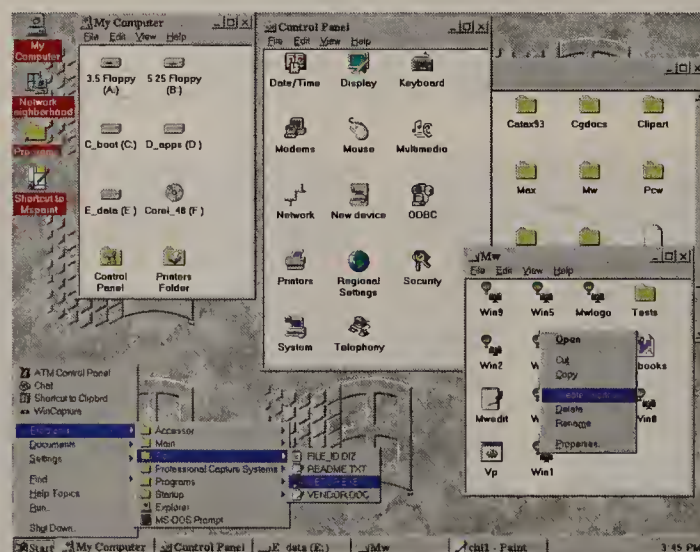 My Computer
Network
Neighborhood
Shortcut to
Mspaint
My Computer
File Edit View Help
3.5 Floppy (A:)
5.25 Floppy (B:)
C_boot (C:)
D_apps (D:)
E_data (E:)
Corel_48 (F:)
Control Panel
Printers Folder
Control Panel
File Edit View Help
Date/Time
Display
Keyboard
Modems
Mouse
Multimedia
Network
New device
ODBC
Printers
Regional Settings
Security
System
Telephony
Catax93
Cgdocs
Clipart
Max
Mw
Pcw
Mw
File Edit View Help
Win9
Win5
Mwlogo
Tests
Win2
books
Mwedit
Win8
Vp
Win1
Open
Cut
Copy
Delete
Rename
Properties...
ATM Control Panel
Chat
Shortcut to Clipbrd
WinCapture
Documents
Settings
Find
Help Topics
Run...
Shut Down...
Main
Professional Capture Systems
Programs
Startup
Explorer
MS-DOS Prompt
FILE_ID.DIZ
README.TXT
VENDOR.DOC
Start
My Computer
Control Panel
E_data (E:)
Mw
Paint
3:45 PM